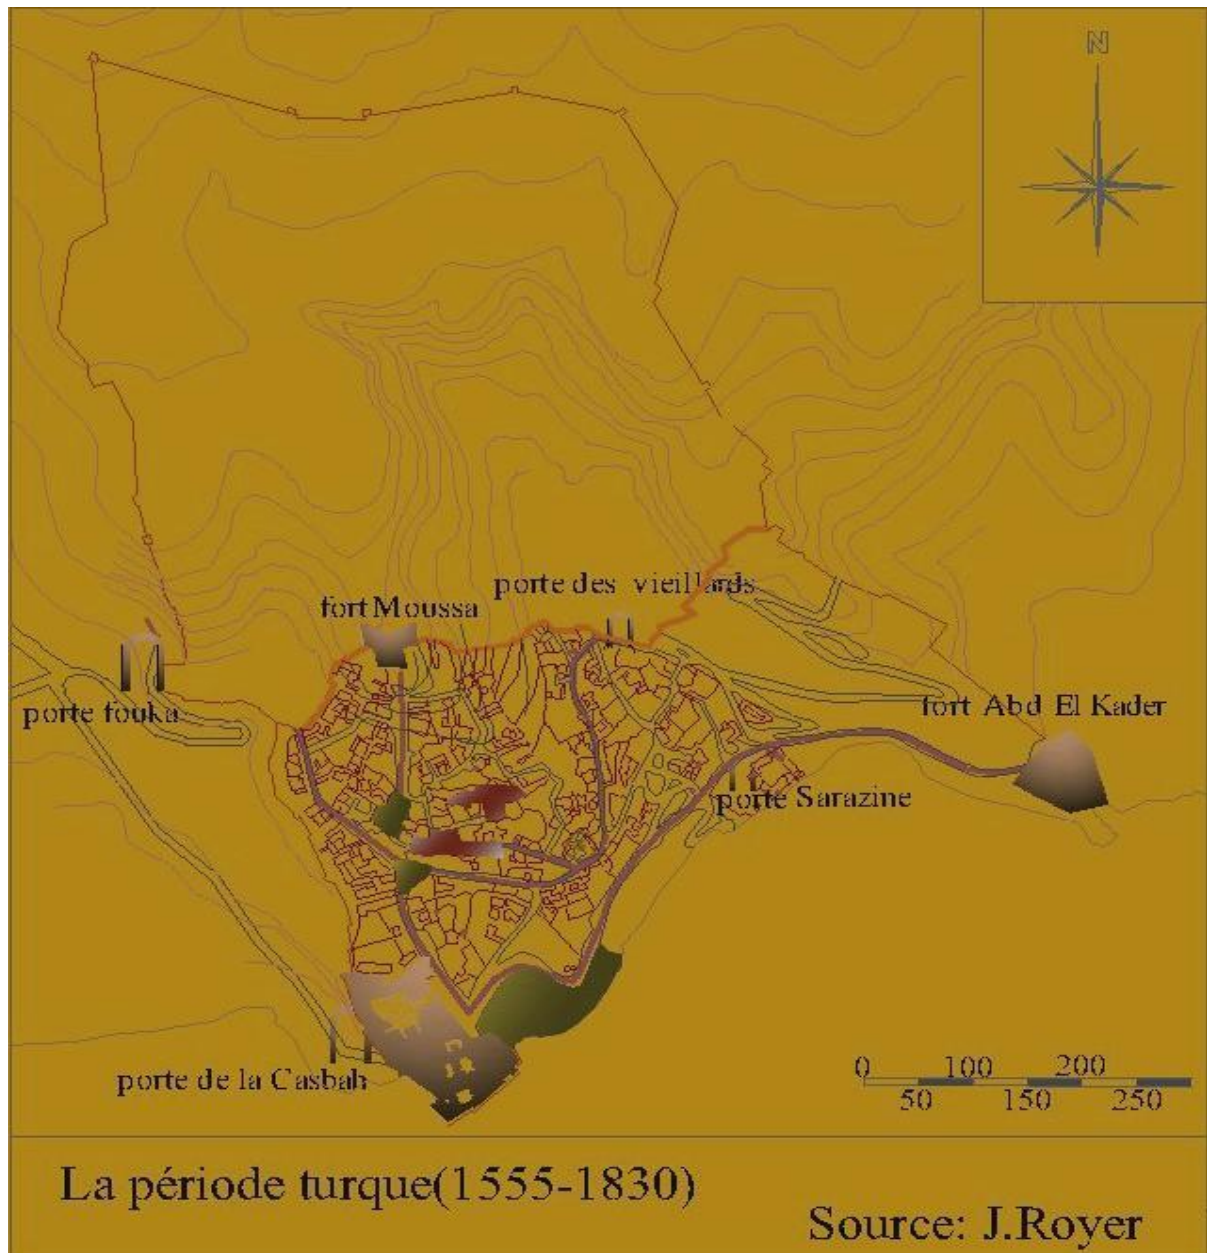 N
porte des vieillards
fort Moussa
porte fouka
fort Abd El Kader
porte Sarazine
porte de la Casbah
0 100 200
50 150 250
La période turque(1555-1830)
Source: J.Royer